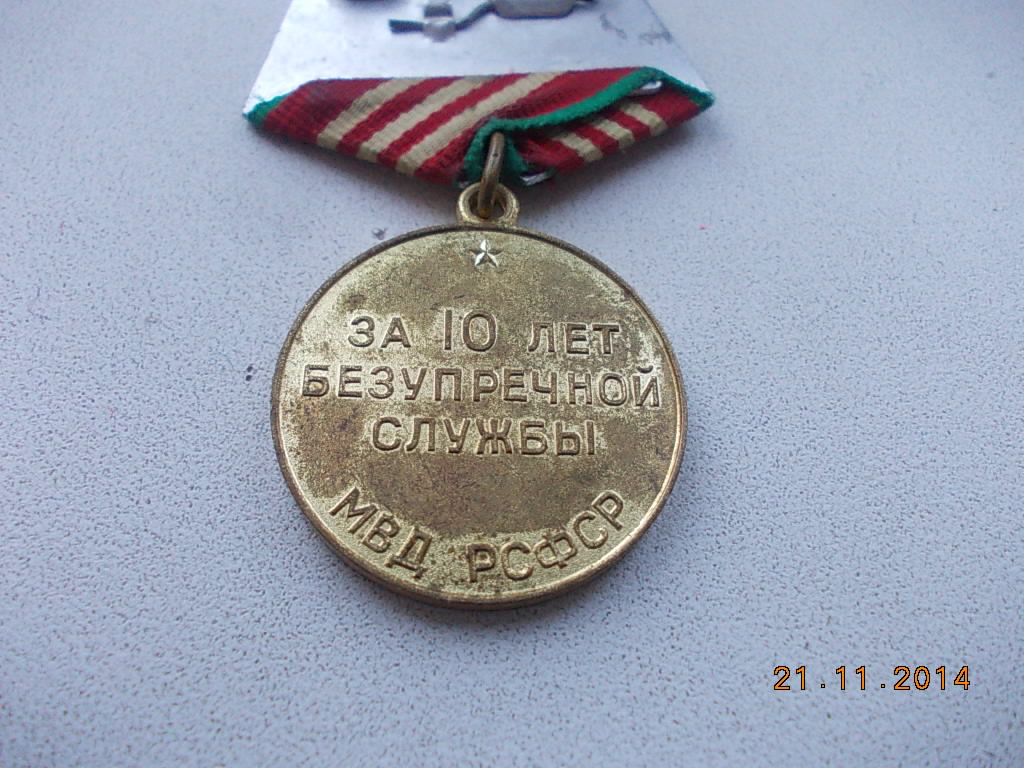 ЗА 10 ЛЕТ
БЕЗУПРЕЧНОЙ
СЛУЖБЫ
МВД РСФСР
21.11.2014